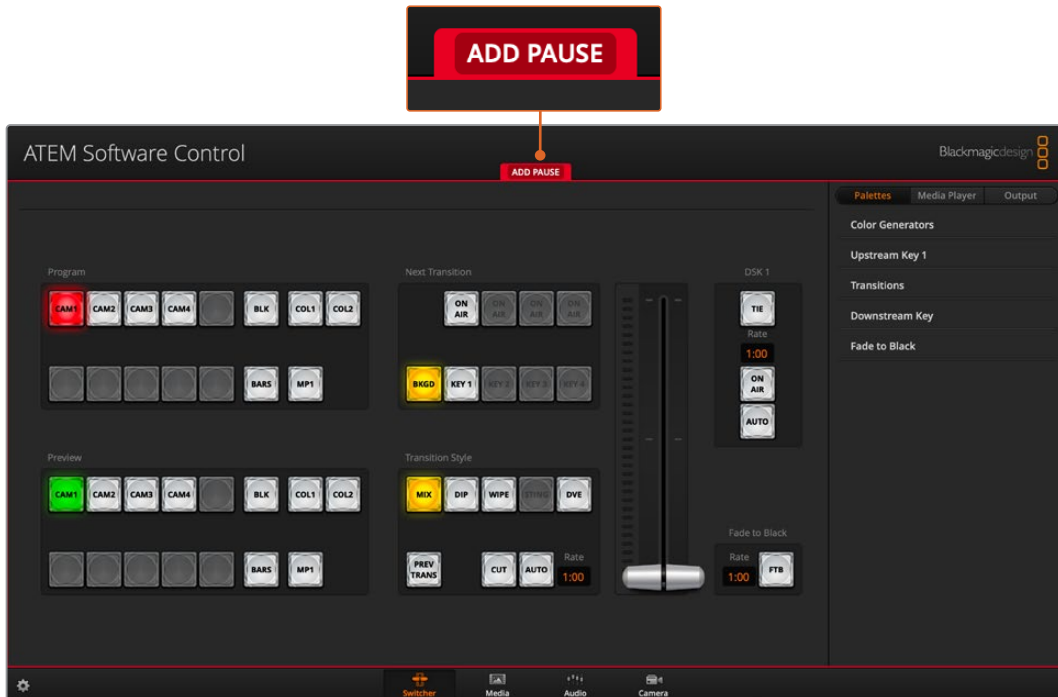 ADD PAUSE
ATEM Software Control
Blackmagicdesign
ADD PAUSE
Palettes Media Player Output
Color Generators
Upstream Key 1
Transitions
Downstream Key
Fade to Black
Program
CAM1 CAM2 CAM3 CAM4 BLK COL1 COL2
BARS MP1
Next Transition
ON AIR ON AIR ON AIR ON AIR
BKGD KEY 1 KEY 2 KEY 3 KEY 4
DSK 1
TIE
Rate
1:00
ON AIR
AUTO
Preview
CAM1 CAM2 CAM3 CAM4 BLK COL1 COL2
BARS MP1
Transition Style
MIX DIP WIPE STING DVE
PREV TRANS CUT AUTO Rate 1:00
Fade to Black
Rate
1:00 FTB
Switcher Media Audio Camera